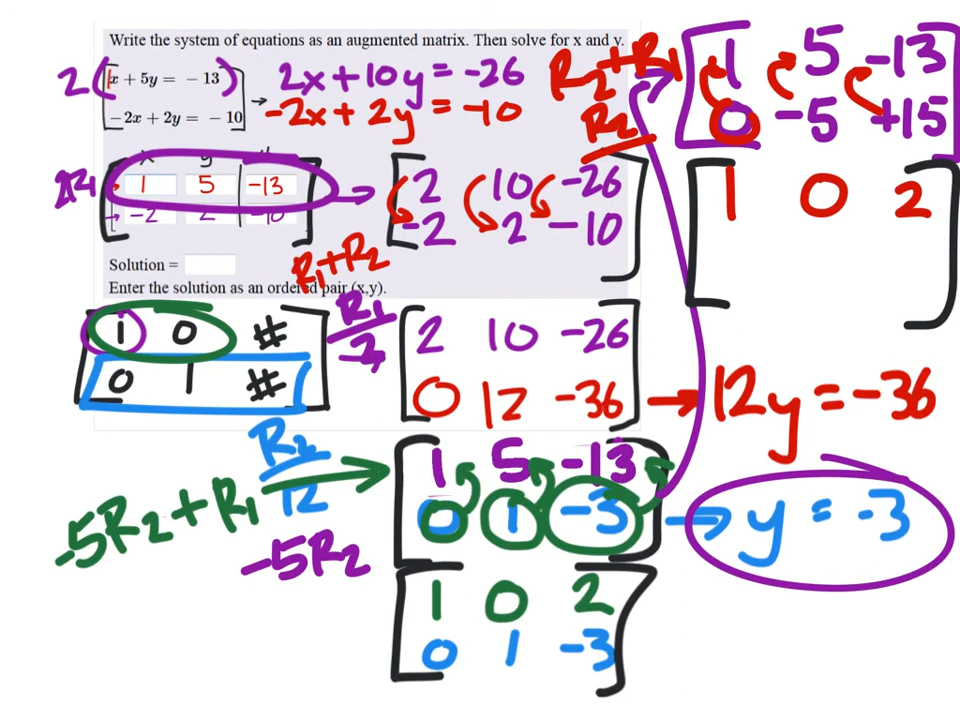 Write the system of equations as an augmented matrix. Then solve for x and y.
2( x + 5y = − 13 )
2x + 10y = -26
− 2x + 2y = − 10
-2x + 2y = -10
R2 + R1
R2
1 5 -13
0 -5 +15
1 0 2
x y #
2R1
1 5 -13
-2 2 -10
2 10 -26
-2 2 -10
Solution =
R1 + R2
Enter the solution as an ordered pair (x,y).
1 0 #
0 1 #
R1
2
2 10 -26
0 12 -36
12y = -36
R2
12
-5R2 + R1
-5R2
1 5 -13
0 1 -3
y = -3
1 0 2
0 1 -3